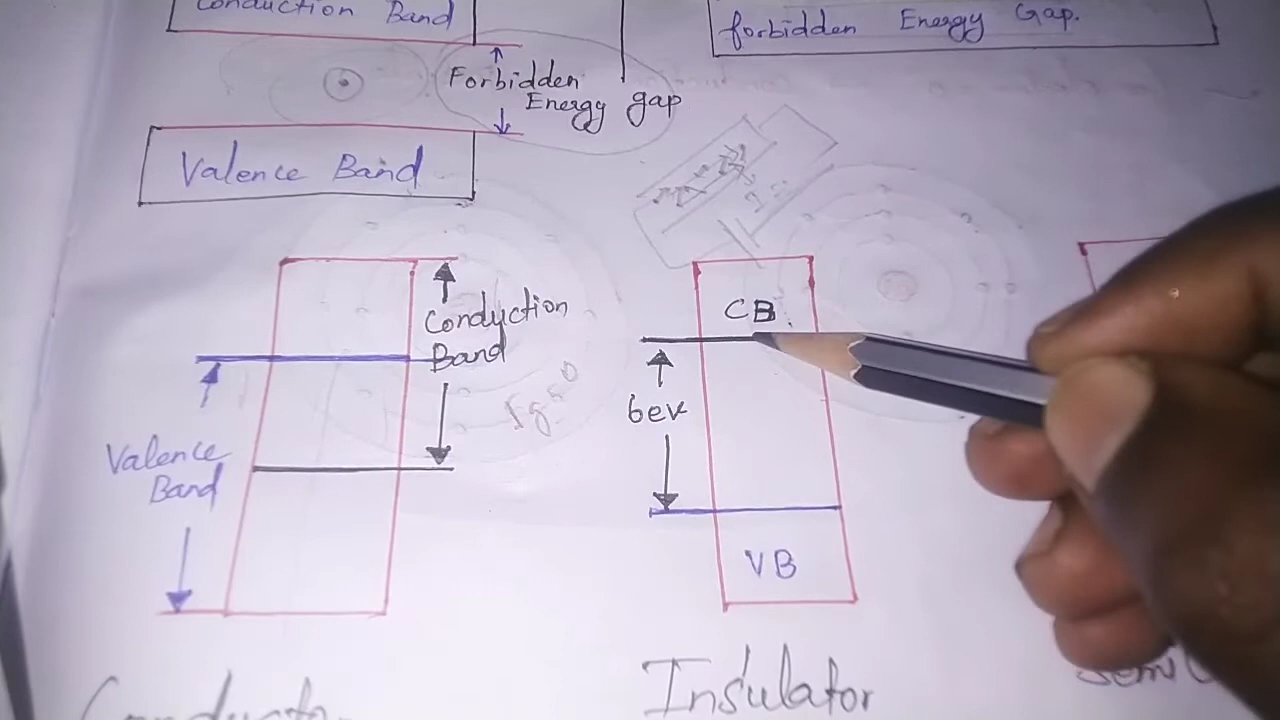 Conduction Band
forbidden Energy Gap.
Forbidden
Energy gap
Valence Band
Conduction
Band
CB
6ev
Valence
Band
VB
Insulator